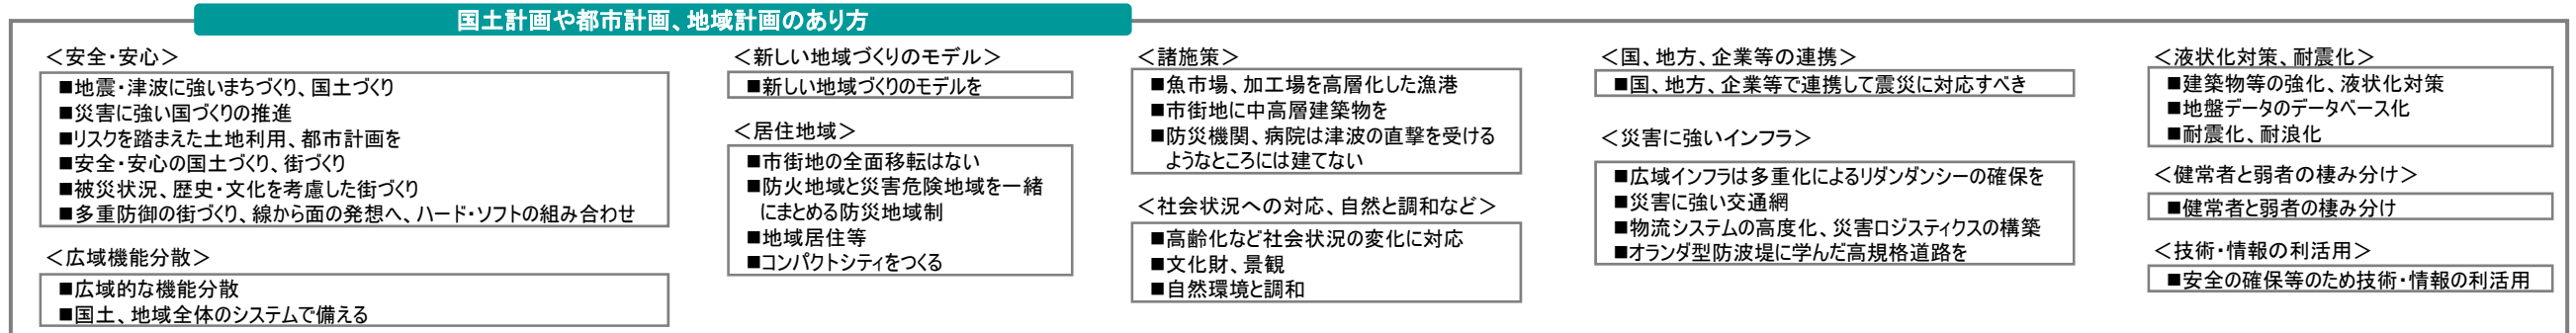 国土計画や都市計画、地域計画のあり方
＜安全・安心＞
■地震・津波に強いまちづくり、国土づくり
■災害に強い国づくりの推進
■リスクを踏まえた土地利用、都市計画を
■安全・安心の国土づくり、街づくり
■被災状況、歴史・文化を考慮した街づくり
■多重防御の街づくり、線から面の発想へ、ハード・ソフトの組み合わせ
＜広域機能分散＞
■広域的な機能分散
■国土、地域全体のシステムで備える
＜新しい地域づくりのモデル＞
■新しい地域づくりのモデルを
＜居住地域＞
■市街地の全面移転はない
■防火地域と災害危険地域を一緒
にまとめる防災地域制
■地域居住等
■コンパクトシティをつくる
＜諸施策＞
■魚市場、加工場を高層化した漁港
■市街地に中高層建築物を
■防災機関、病院は津波の直撃を受ける
ようなところには建てない
＜社会状況への対応、自然と調和など＞
■高齢化など社会状況の変化に対応
■文化財、景観
■自然環境と調和
＜国、地方、企業等の連携＞
■国、地方、企業等で連携して震災に対応すべき
＜災害に強いインフラ＞
■広域インフラは多重化によるリダンダンシーの確保を
■災害に強い交通網
■物流システムの高度化、災害ロジスティクスの構築
■オランダ型防波堤に学んだ高規格道路を
＜液状化対策、耐震化＞
■建築物等の強化、液状化対策
■地盤データのデータベース化
■耐震化、耐浪化
＜健常者と弱者の棲み分け＞
■健常者と弱者の棲み分け
＜技術・情報の利活用＞
■安全の確保等のため技術・情報の利活用